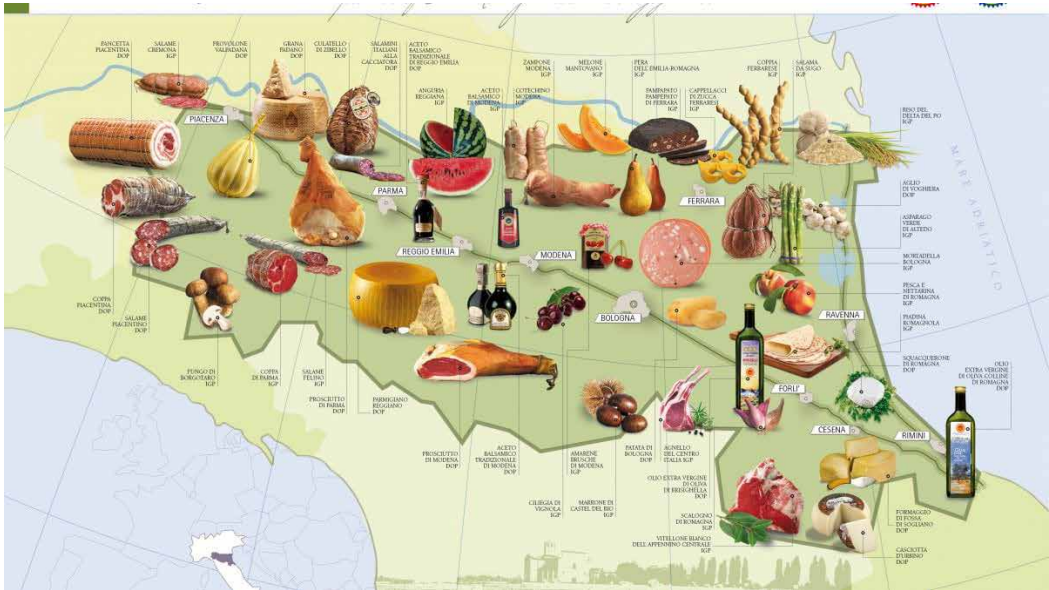 PANCETTA
PIACENTINA
DOP
SALAME
CREMONA
IGP
PROVOLONE
VALPADANA
DOP
GRANA
PADANO
DOP
CULATELLO
DI ZIBELLO
DOP
SALAMINI
ITALIANI
ALLA
CACCIATORA
DOP
ACETO
BALSAMICO
TRADIZIONALE
DI REGGIO EMILIA
DOP
ANGURIA
REGGIANA
IGP
ACETO
BALSAMICO
DI MODENA
IGP
COTECHINO
MODENA
IGP
ZAMPONE
MODENA
IGP
MELONE
MANTOVANO
IGP
PERA
DELL'EMILIA-ROMAGNA
IGP
PAMPAPATO
PAMPEPATO
DI FERRARA
IGP
CAPPELLACCI
DI ZUCCA
FERRARESI
IGP
COPPIA
FERRARESE
IGP
SALAMA
DA SUGO
IGP
RISO DEL
DELTA DEL PO
IGP
AGLIO
DI VOGHIERA
DOP
ASPARAGO
VERDE
DI ALTEDO
IGP
MORTADELLA
BOLOGNA
IGP
PESCA E
NETTARINA
DI ROMAGNA
IGP
PIADINA
ROMAGNOLA
IGP
SQUACQUERONE
DI ROMAGNA
DOP
OLIO
EXTRA VERGINE
DI OLIVA COLLINE
DI ROMAGNA
DOP
MARE ADRIATICO
PIACENZA
PARMA
REGGIO EMILIA
MODENA
BOLOGNA
FERRARA
RAVENNA
FORLI'
CESENA
RIMINI
COPPA
PIACENTINA
DOP
SALAME
PIACENTINO
DOP
FUNGO DI
BORGOTARO
IGP
COPPA
DI PARMA
IGP
SALAME
FELINO
IGP
PROSCIUTTO
DI PARMA
DOP
PARMIGIANO
REGGIANO
DOP
PROSCIUTTO
DI MODENA
DOP
ACETO
BALSAMICO
TRADIZIONALE
DI MODENA
DOP
CILIEGIA DI
VIGNOLA
IGP
AMARENE
BRUSCHE
DI MODENA
IGP
MARRONE DI
CASTEL DEL RIO
IGP
PATATA DI
BOLOGNA
DOP
AGNELLO
DEL CENTRO
ITALIA IGP
OLIO EXTRA VERGINE
DI OLIVA
DI BRISIGHELLA
DOP
SCALOGNO
DI ROMAGNA
IGP
VITELLONE BIANCO
DELL'APPENNINO CENTRALE
IGP
FORMAGGIO
DI FOSSA
DI SOGLIANO
DOP
CASCIOTTA
D'URBINO
DOP